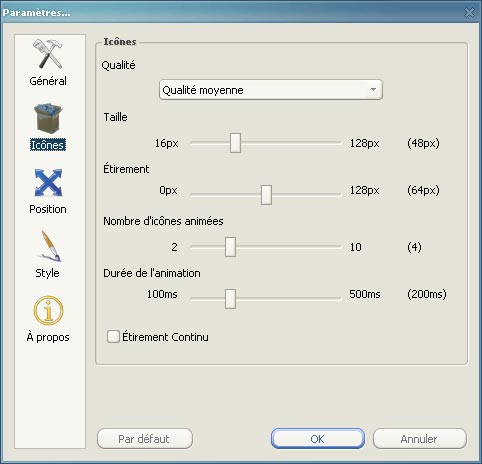 Paramètres...
Général
Icônes
Position
Style
À propos
Icônes
Qualité
Qualité moyenne
Taille
16px 128px (48px)
Étirement
0px 128px (64px)
Nombre d'icônes animées
2 10 (4)
Durée de l'animation
100ms 500ms (200ms)
Étirement Continu
Par défaut OK Annuler